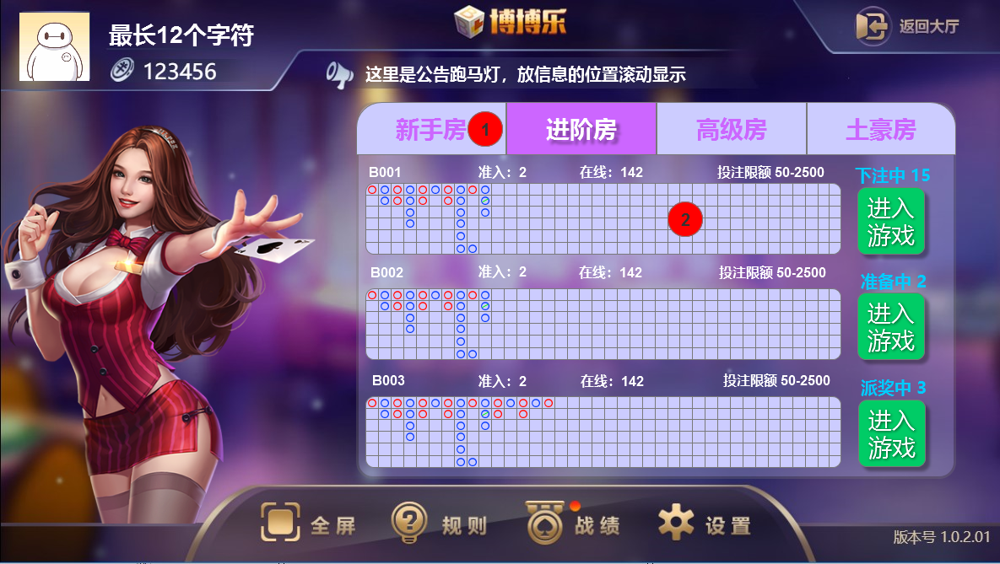 最长12个字符
123456
博博乐
返回大厅
这里是公告跑马灯，放信息的位置滚动显示
新手房 1
进阶房
高级房
土豪房
B001 准入：2 在线：142 投注限额 50-2500
下注中 15
2
进入
游戏
B002 准入：2 在线：142 投注限额 50-2500
准备中 2
进入
游戏
B003 准入：2 在线：142 投注限额 50-2500
派奖中 3
进入
游戏
全屏
规则
战绩
设置
版本号 1.0.2.01